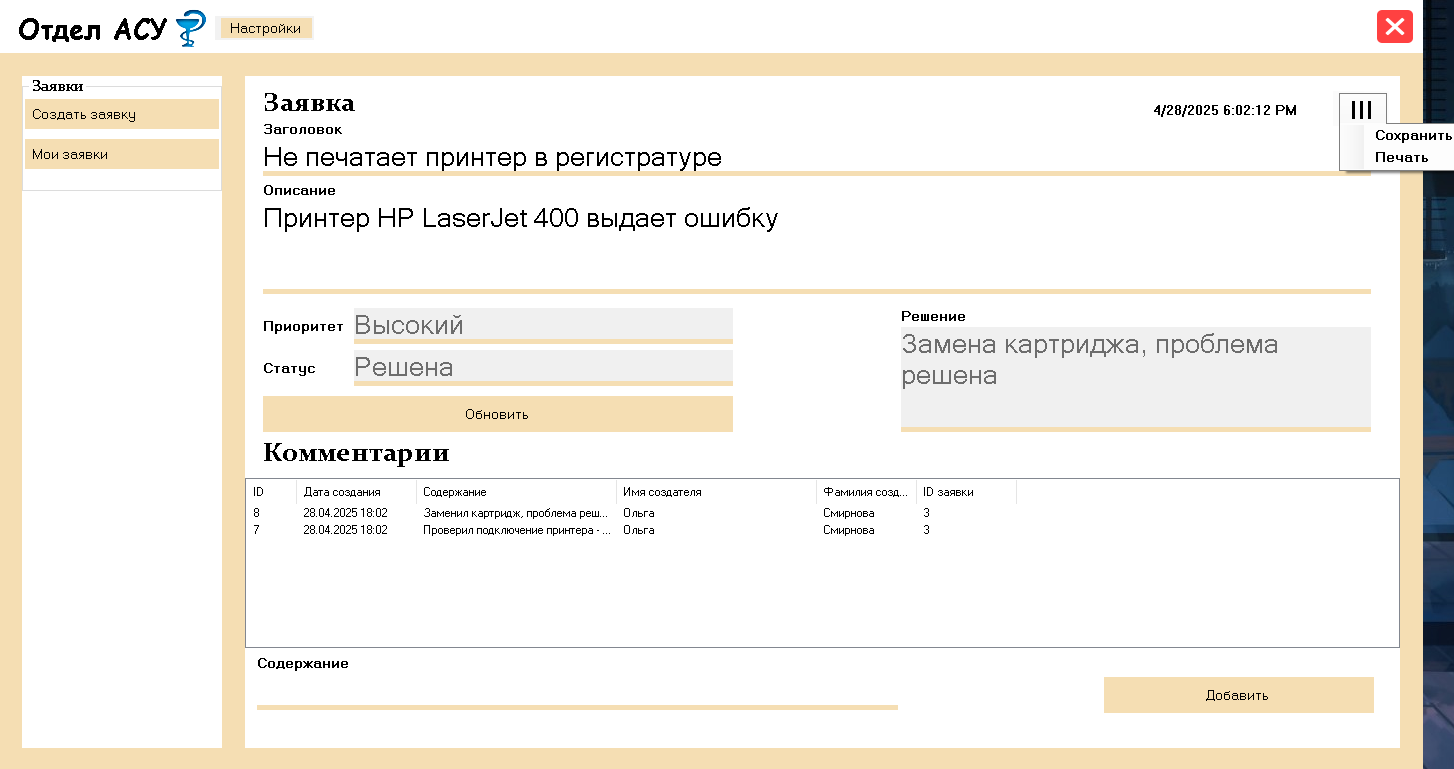 Отдел АСУ
Настройки
Заявки
Создать заявку
Мои заявки
Заявка
4/28/2025 6:02:12 PM
Сохранить
Печать
Заголовок
Не печатает принтер в регистратуре
Описание
Принтер HP LaserJet 400 выдает ошибку
Приоритет Высокий
Статус Решена
Обновить
Решение
Замена картриджа, проблема
решена
Комментарии
ID Дата создания Содержание Имя создателя Фамилия созд... ID заявки
8 28.04.2025 18:02 Заменил картридж, проблема реш... Ольга Смирнова 3
7 28.04.2025 18:02 Проверил подключение принтера - ... Ольга Смирнова 3
Содержание
Добавить